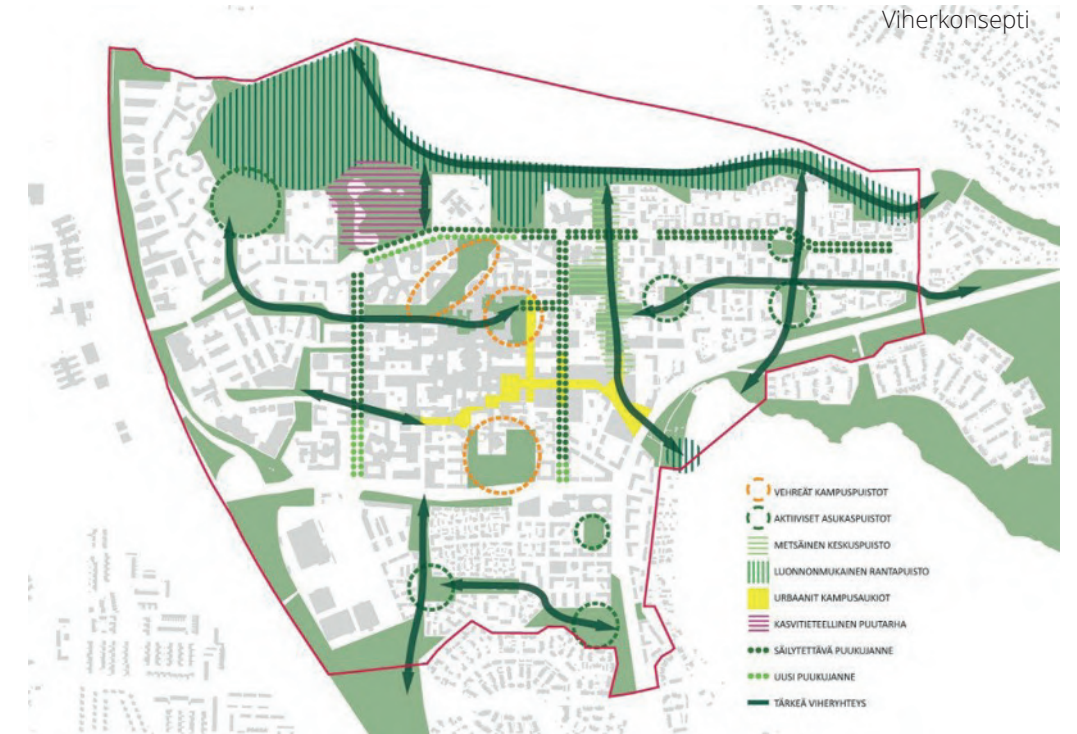 Viherkonsepti
VEHREÄT KAMPUSPUISTOT
AKTIIVISET ASUKASPUISTOT
METSÄINEN KESKUSPUISTO
LUONNONMUKAINEN RANTAPUISTO
URBAANIT KAMPUSAUKIOT
KASVITIETEELLINEN PUUTARHA
SÄILYTETTÄVÄ PUUKUJANNE
UUSI PUUKUJANNE
TÄRKEÄ VIHERYHTEYS